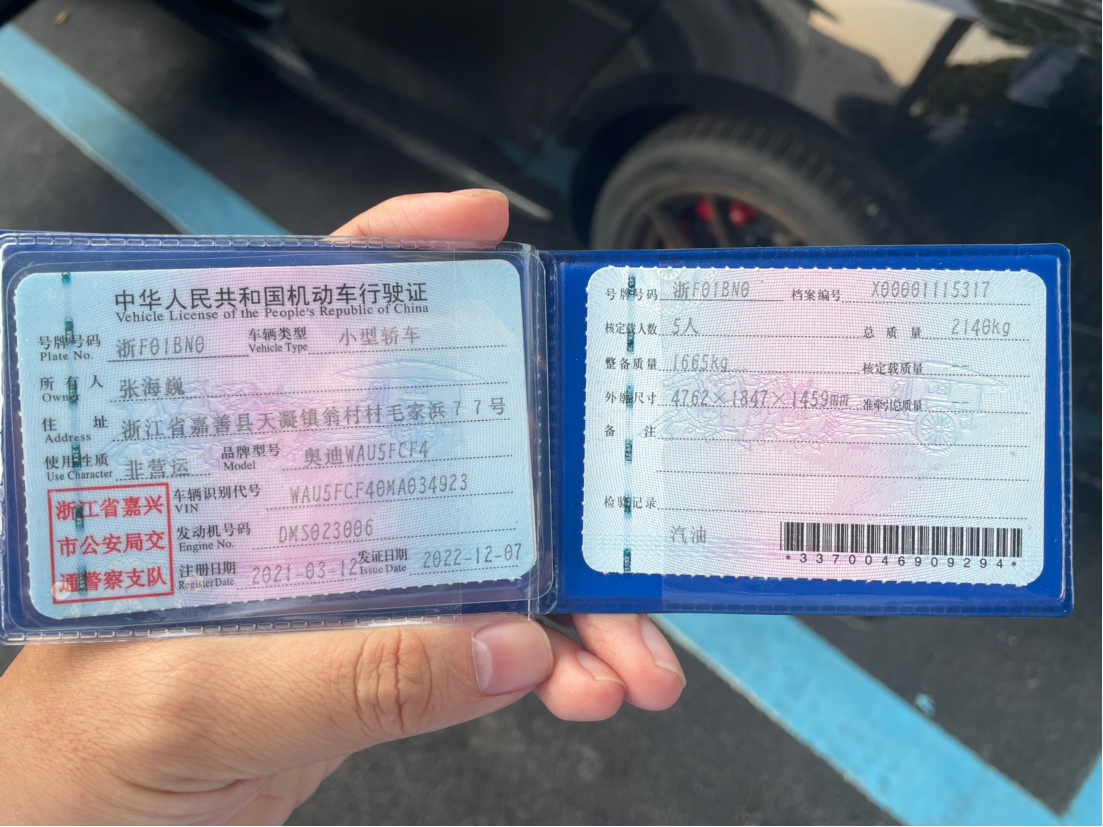 中华人民共和国机动车行驶证
Vehicle License of the People's Republic of China
号牌号码 Plate No. 浙F01BN0 车辆类型 Vehicle Type 小型轿车
所有人 Owner 张海巍
住址 Address 浙江省嘉善县天凝镇翁村村毛家浜77号
使用性质 Use Character 非营运 品牌型号 Model 奥迪WAU5FCF4
车辆识别代号 VIN WAU5FCF40MA034923
发动机号码 Engine No. DMS023006
注册日期 Register Date 2021-03-12 发证日期 Issue Date 2022-12-07
浙江省嘉兴
市公安局交
通警察支队
号牌号码 浙F01BN0 档案编号 X00001115317
核定载人数 5人 总质量 2140kg
整备质量 1665kg 核定载质量 --
外廓尺寸 4762×1847×1459mm 准牵引总质量 --
备注
检验记录
汽油
*3370046909294*